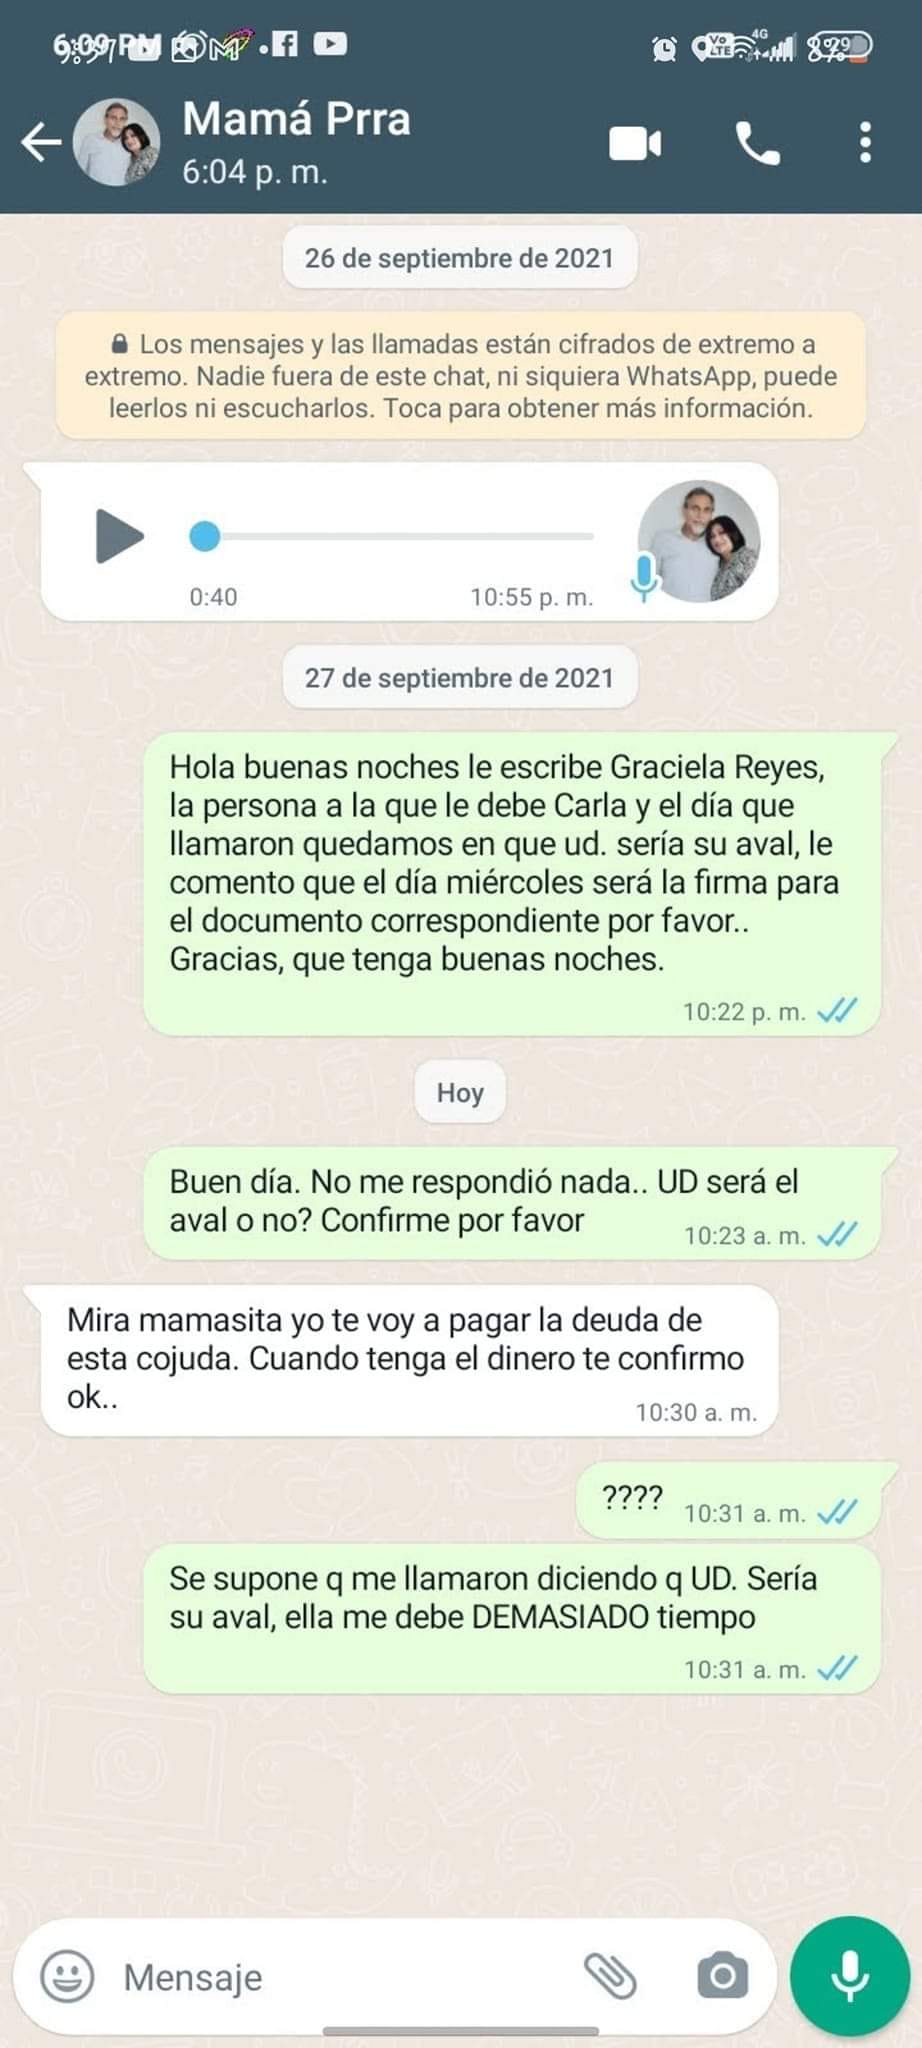 6:09 PM
4G
Vo
LTE
Mamá Prra
6:04 p. m.
26 de septiembre de 2021
Los mensajes y las llamadas están cifrados de extremo a
extremo. Nadie fuera de este chat, ni siquiera WhatsApp, puede
leerlos ni escucharlos. Toca para obtener más información.
0:40
10:55 p. m.
27 de septiembre de 2021
Hola buenas noches le escribe Graciela Reyes,
la persona a la que le debe Carla y el día que
llamaron quedamos en que ud. sería su aval, le
comento que el día miércoles será la firma para
el documento correspondiente por favor..
Gracias, que tenga buenas noches.
10:22 p. m.
Hoy
Buen día. No me respondió nada.. UD será el
aval o no? Confirme por favor
10:23 a. m.
Mira mamasita yo te voy a pagar la deuda de
esta cojuda. Cuando tenga el dinero te confirmo
ok..
10:30 a. m.
????
10:31 a. m.
Se supone q me llamaron diciendo q UD. Sería
su aval, ella me debe DEMASIADO tiempo
10:31 a. m.
Mensaje